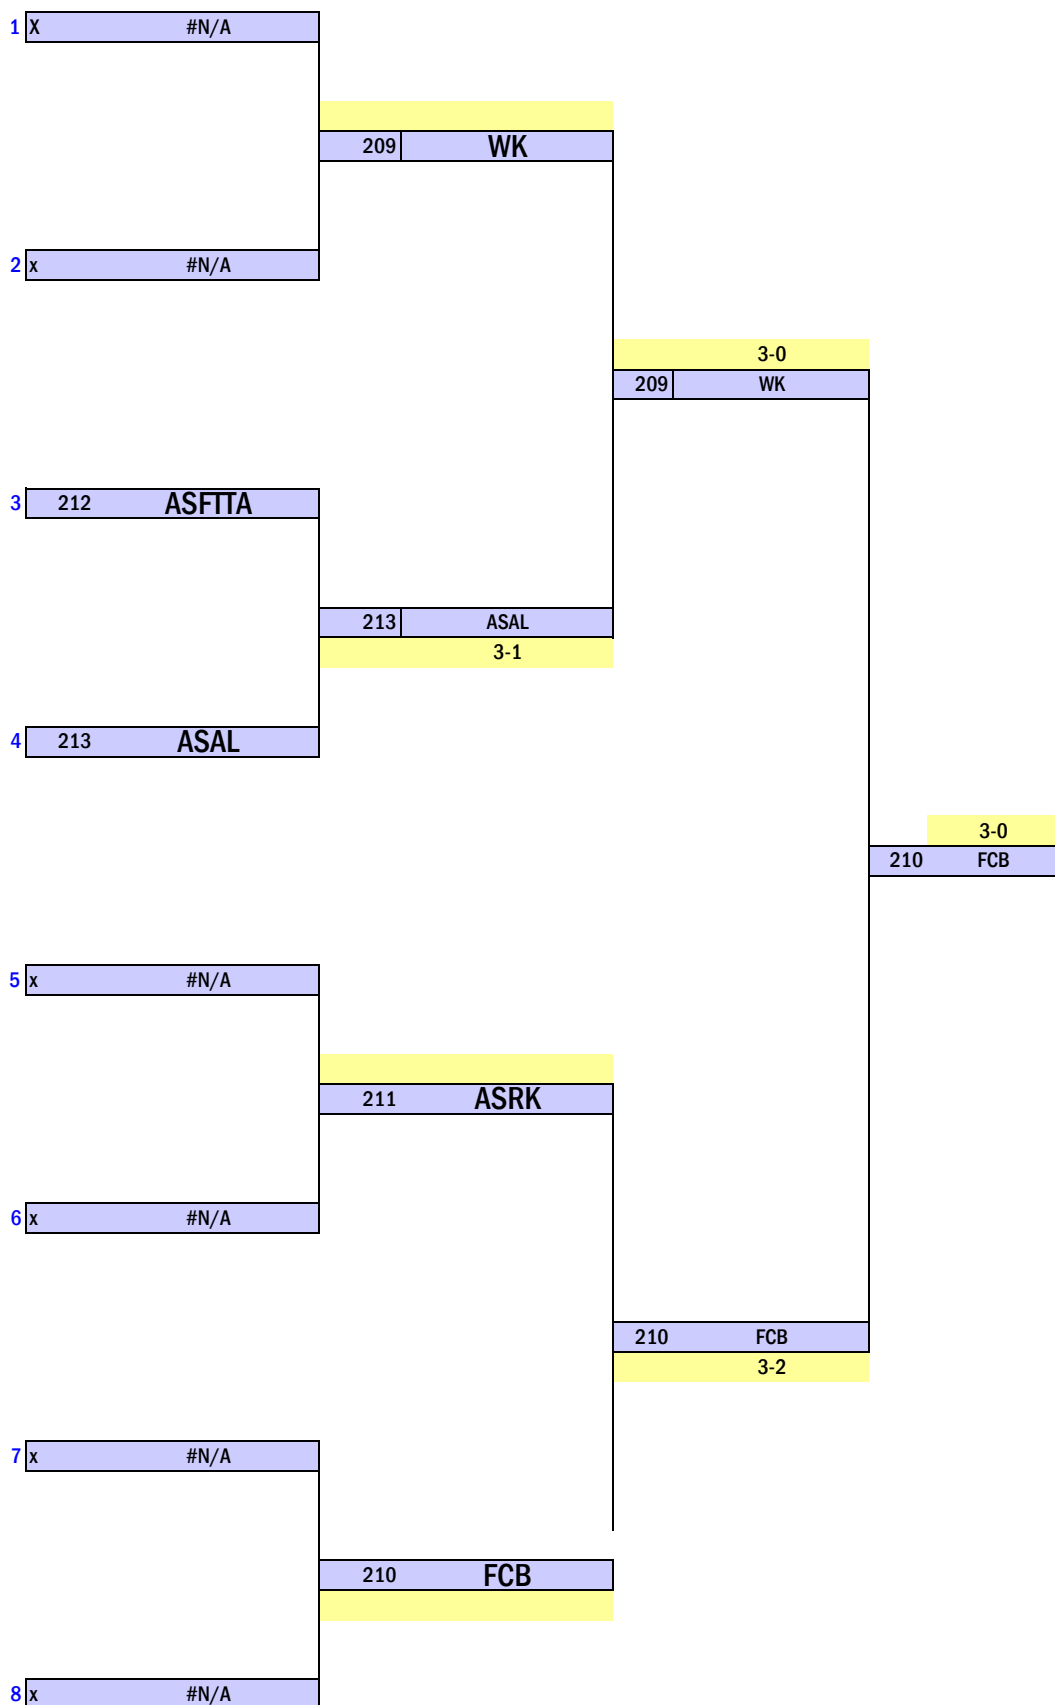 1 X #N/A
209 WK
2 x #N/A
3-0
209 WK
3 212 ASFTTA
213 ASAL
3-1
4 213 ASAL
3-0
210 FCB
5 x #N/A
211 ASRK
6 x #N/A
210 FCB
3-2
7 x #N/A
210 FCB
8 x #N/A